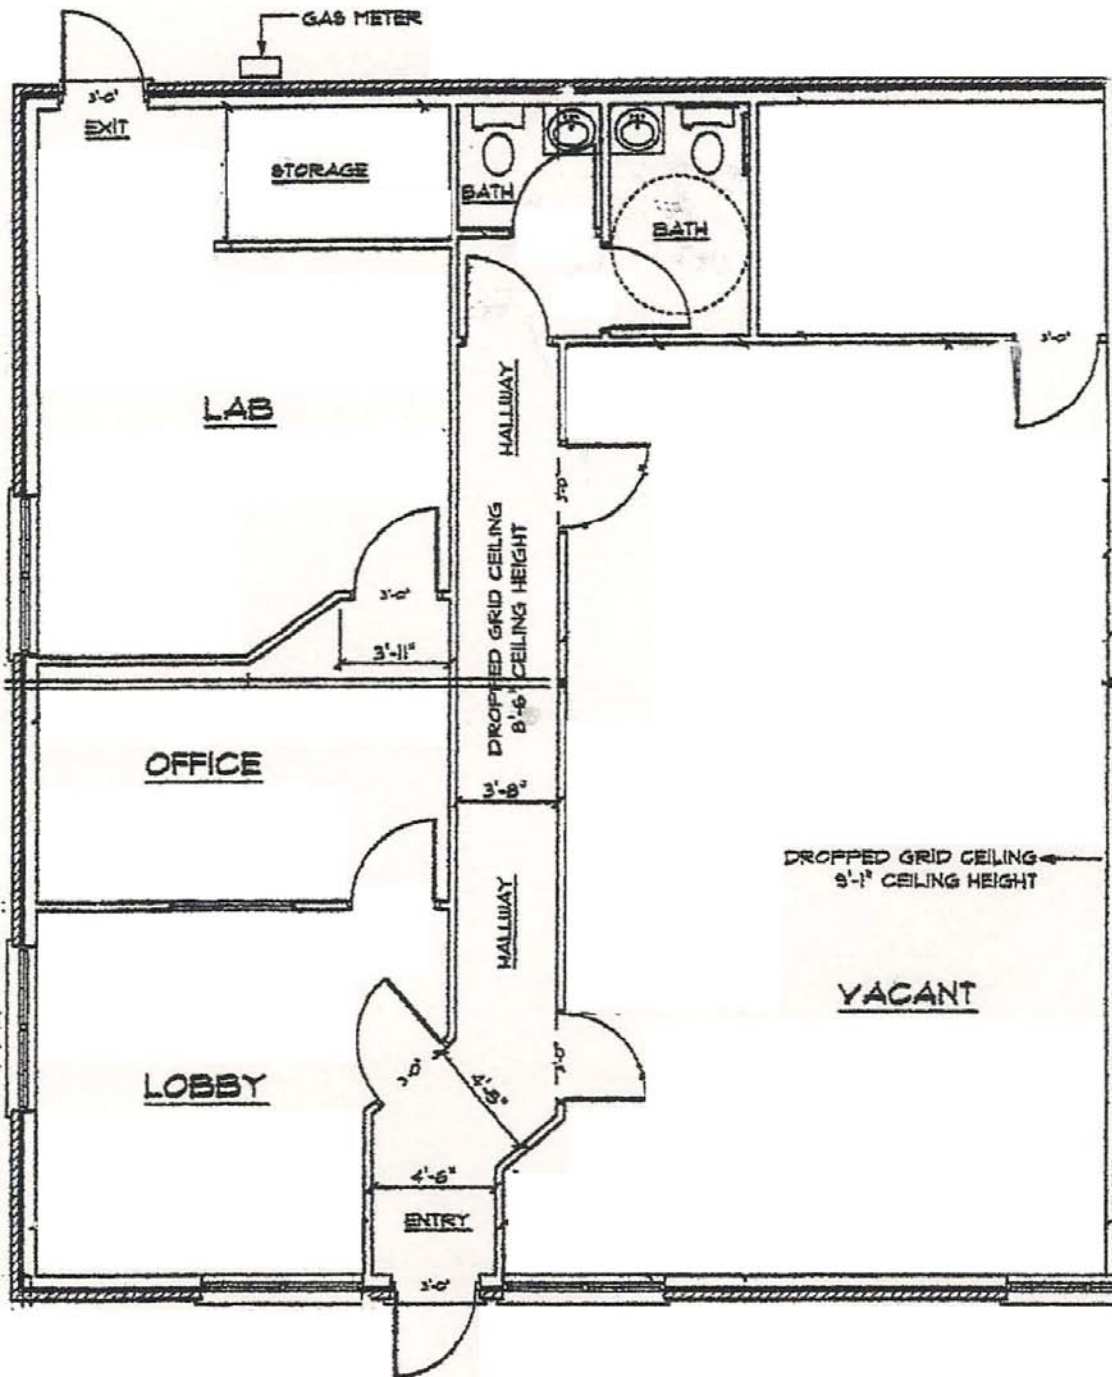 GAS METER
3'-0"
EXIT
STORAGE
BATH
BATH
3'-0"
LAB
HALLWAY
3'-0"
DROPPED GRID CEILING
8'-6" CEILING HEIGHT
3'-0"
3'-11"
OFFICE
3'-8"
DROPPED GRID CEILING
9'-1" CEILING HEIGHT
HALLWAY
VACANT
3'-0"
3'-0"
4'-8"
LOBBY
4'-6"
ENTRY
3'-0"